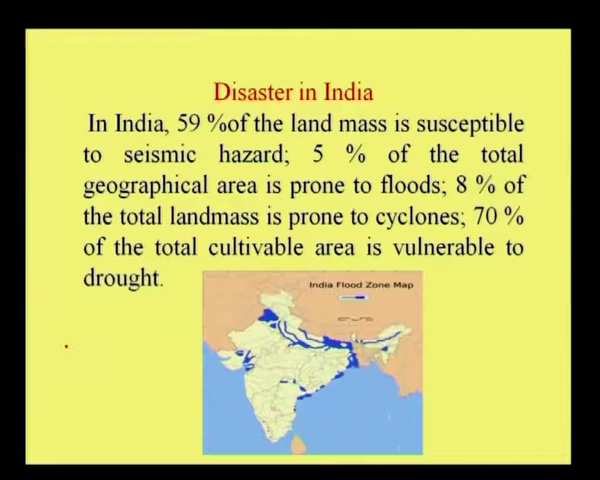 Disaster in India
In India, 59 %of the land mass is susceptible
to seismic hazard; 5 % of the total
geographical area is prone to floods; 8 % of
the total landmass is prone to cyclones; 70 %
of the total cultivable area is vulnerable to
drought.
India Flood Zone Map